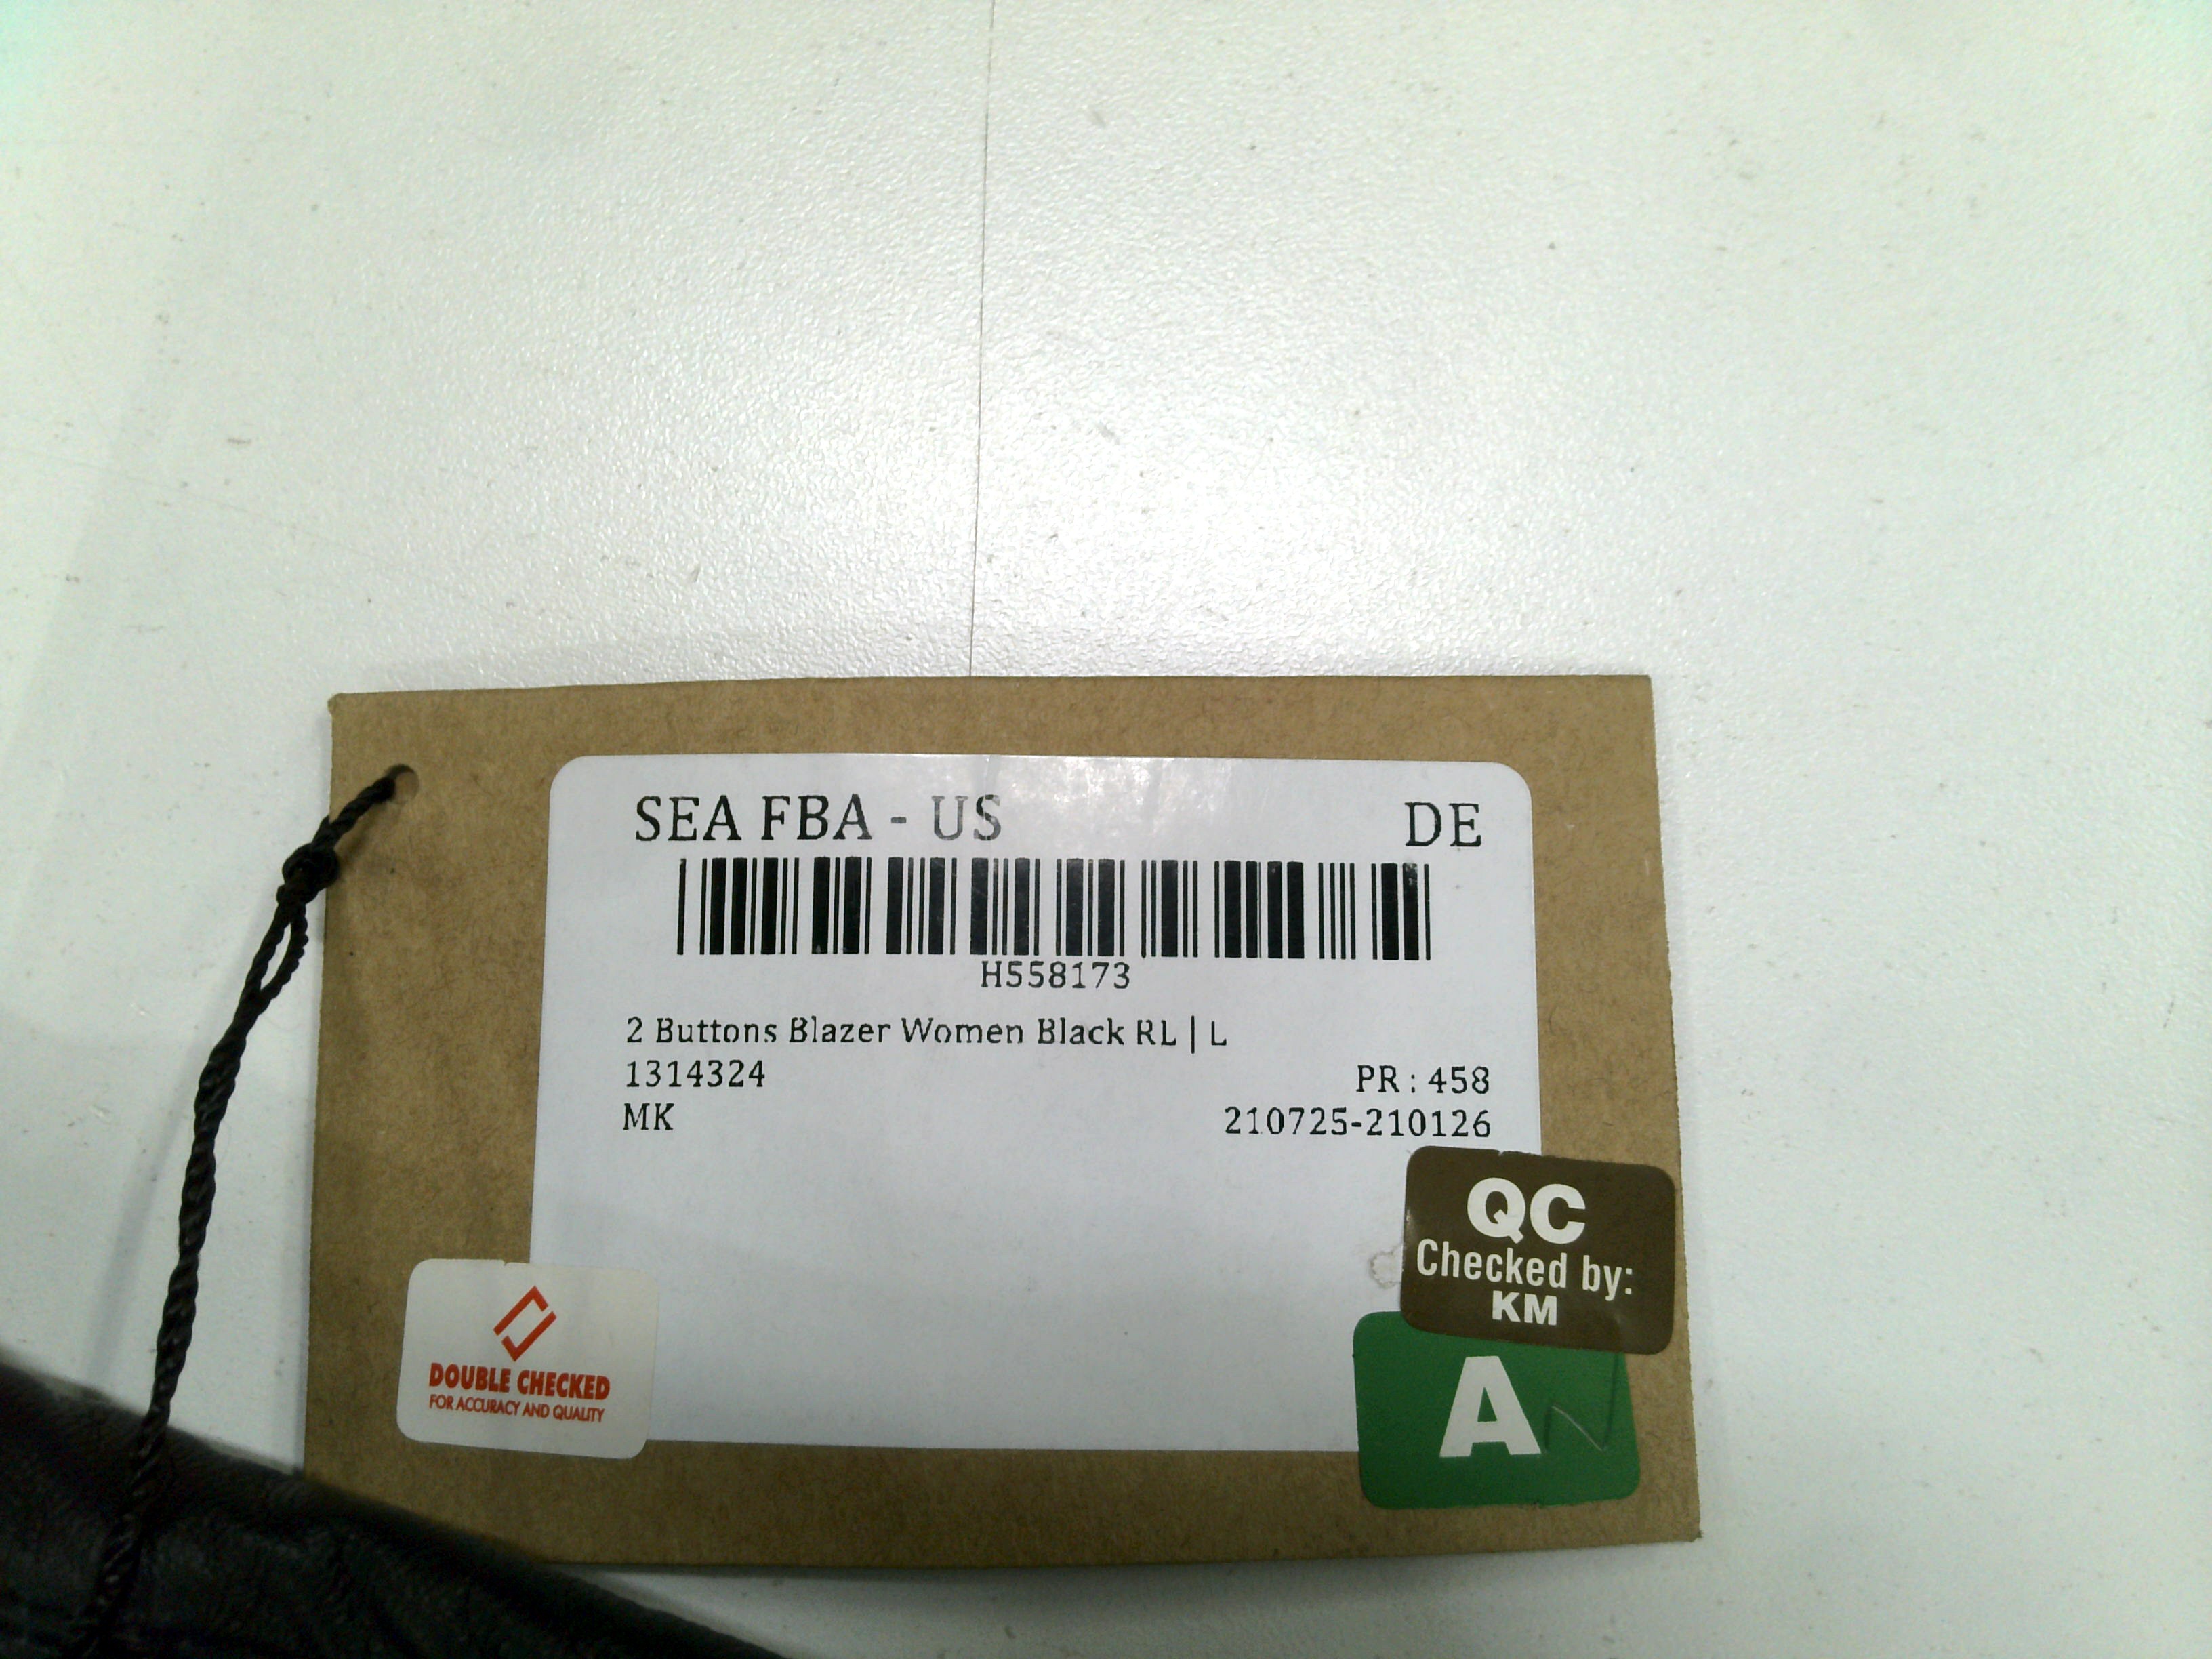 SEA FBA - US DE
H558173
2 Buttons Blazer Women Black RL | L
1314324 PR : 458
MK 210725-210126
QC
Checked by:
KM
DOUBLE CHECKED
FOR ACCURACY AND QUALITY
A